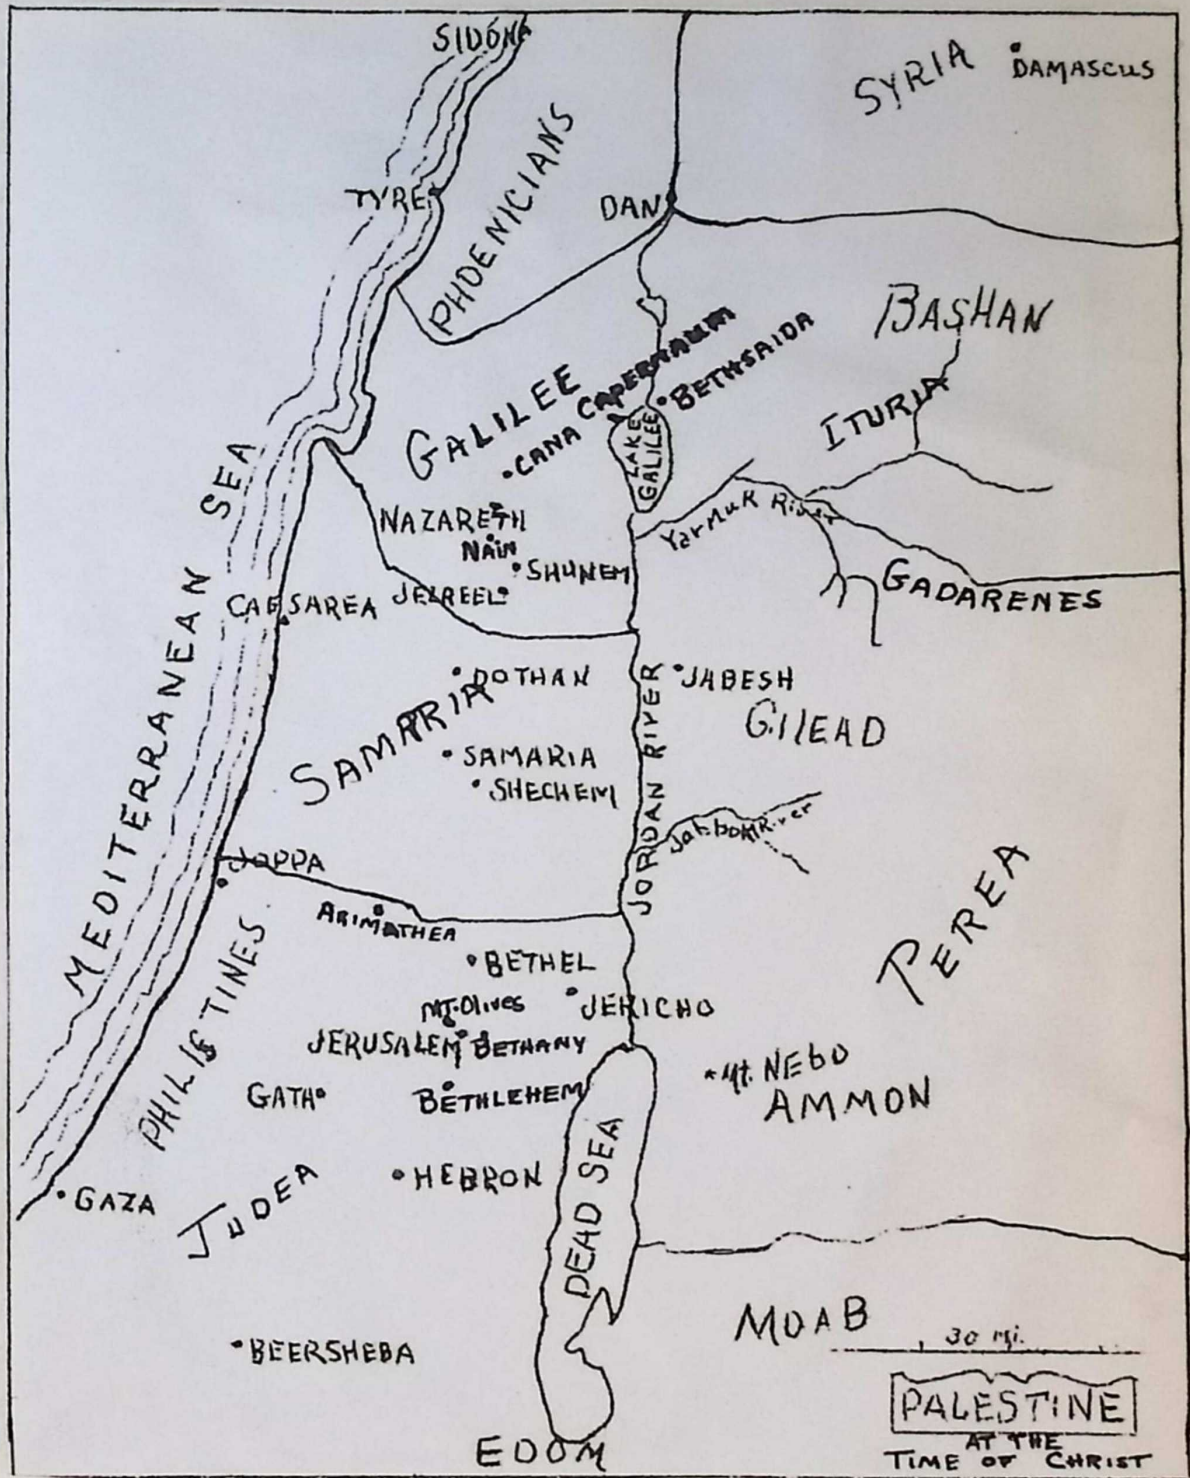 SIDON
SYRIA
DAMASCUS
PHOENICIANS
TYRE
DAN
BASHAN
GALILEE
CAPERNAUM
BETHSAIDA
ITURIA
CANA
LAKE
GALILEE
MEDITERRANEAN SEA
NAZARETH
Yarmuk River
NAIN
SHUNEM
GADARENES
CAESAREA
JEZREEL
DOTHAN
JABESH
SAMARIA
GILEAD
JORDAN RIVER
SAMARIA
SHECHEM
JOPPA
River
ARIMATHEA
PEREA
PHILISTINES
BETHEL
MT. Olives
JERICHO
JERUSALEM
BETHANY
Mt. NEBO
GATH
BETHLEHEM
AMMON
DEAD SEA
HEBRON
GAZA
JUDEA
MOAB
30 mi.
BEERSHEBA
PALESTINE
AT THE
TIME OF CHRIST
EDOM